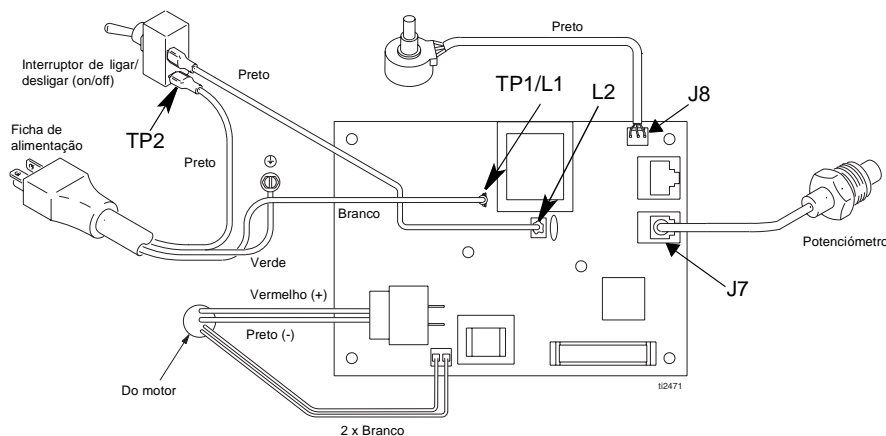 Preto
Interruptor de ligar/
desligar (on/off)
Preto
TP1/L1
L2
J8
TP2
Ficha de
alimentação
Preto
Branco
Verde
Potenciómetro
J7
Vermelho (+)
Preto (-)
Do motor
ti2471
2 x Branco